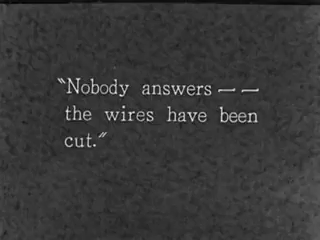 "Nobody answers — —
the wires have been
cut."